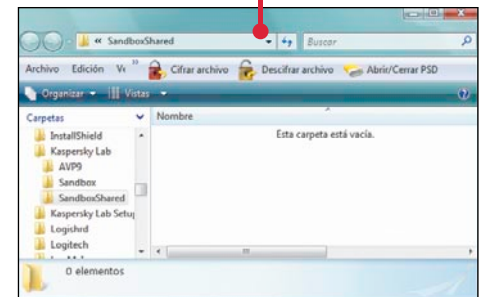 « SandboxShared
Buscar
Archivo Edición
» Cifrar archivo Descifrar archivo Abrir/Cerrar PSD
Organizar Vistas
Carpetas
Nombre
InstallShield
Kaspersky Lab
AVP9
Sandbox
SandboxShared
Kaspersky Lab Setup
Logishrd
Logitech
Esta carpeta está vacía.
0 elementos